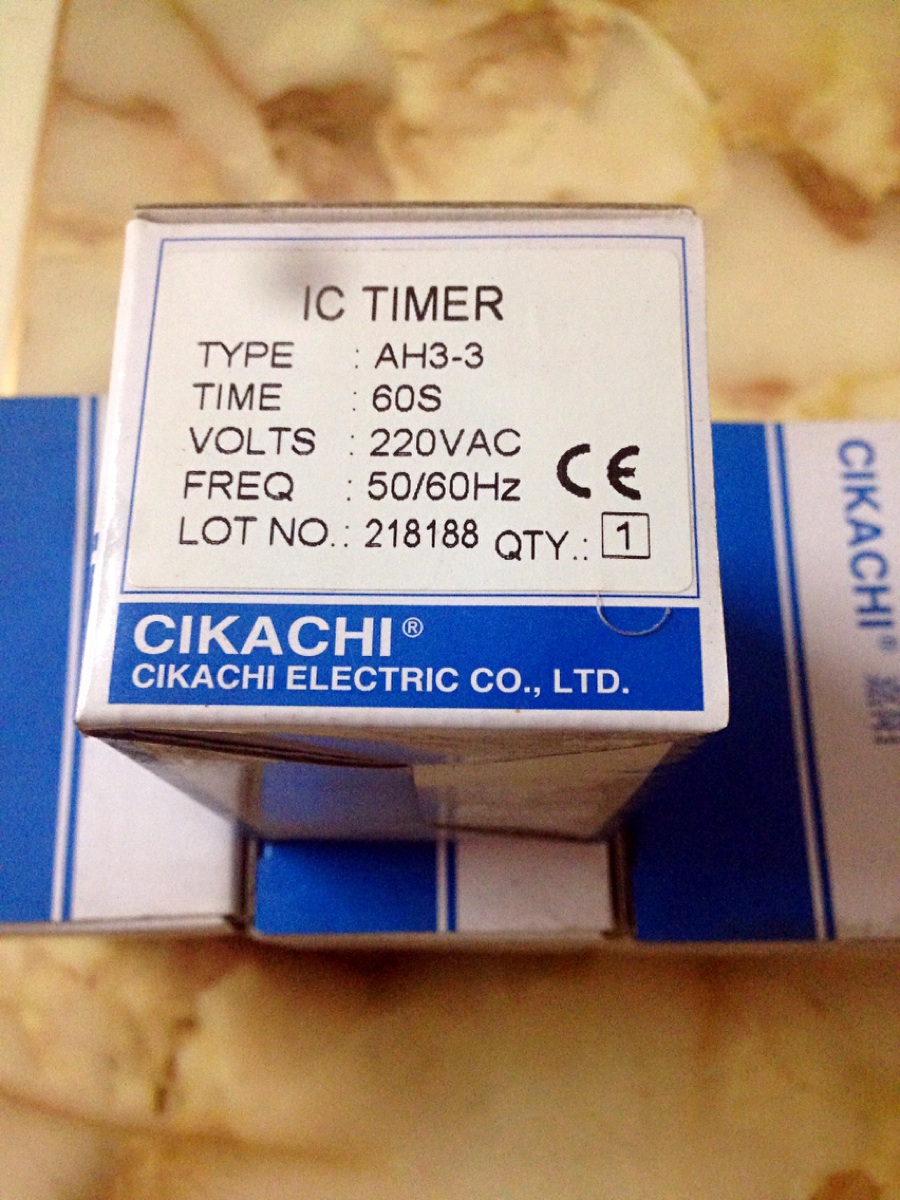 IC TIMER
TYPE : AH3-3
TIME : 60S
VOLTS : 220VAC
FREQ : 50/60Hz
CE
LOT NO.: 218188 QTY.: 1
CIKACHI®
CIKACHI ELECTRIC CO., LTD.
CIKACHI®